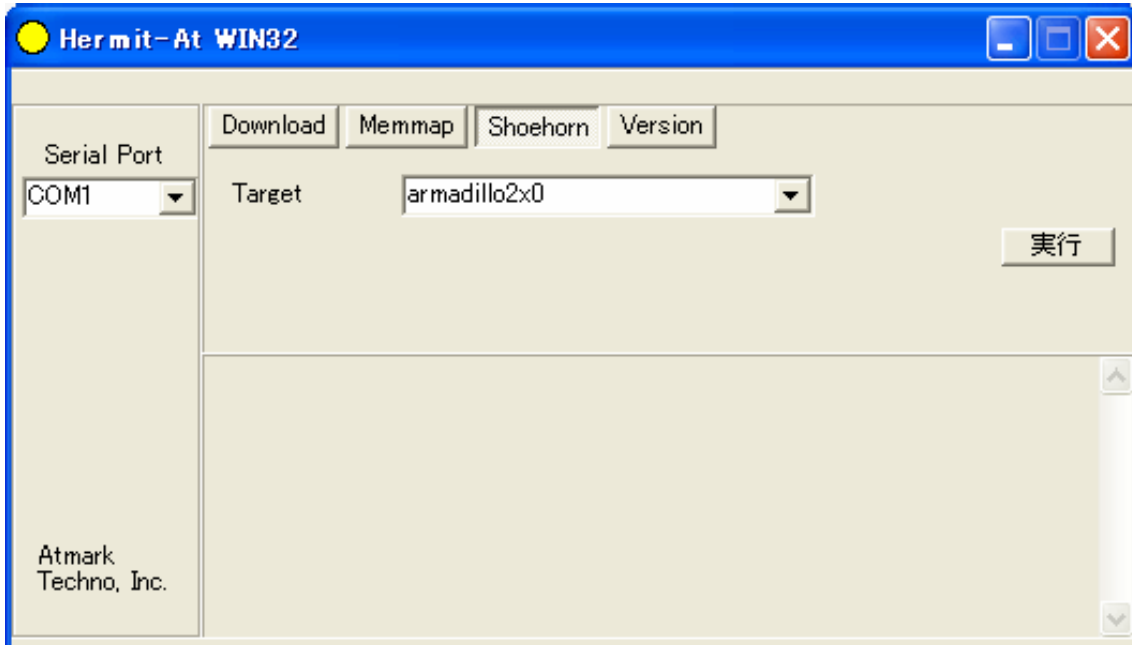 Hermit-At WIN32
Serial Port
COM1
Download
Memmap
Shoehorn
Version
Target
armadillo2x0
実行
Atmark
Techno, Inc.